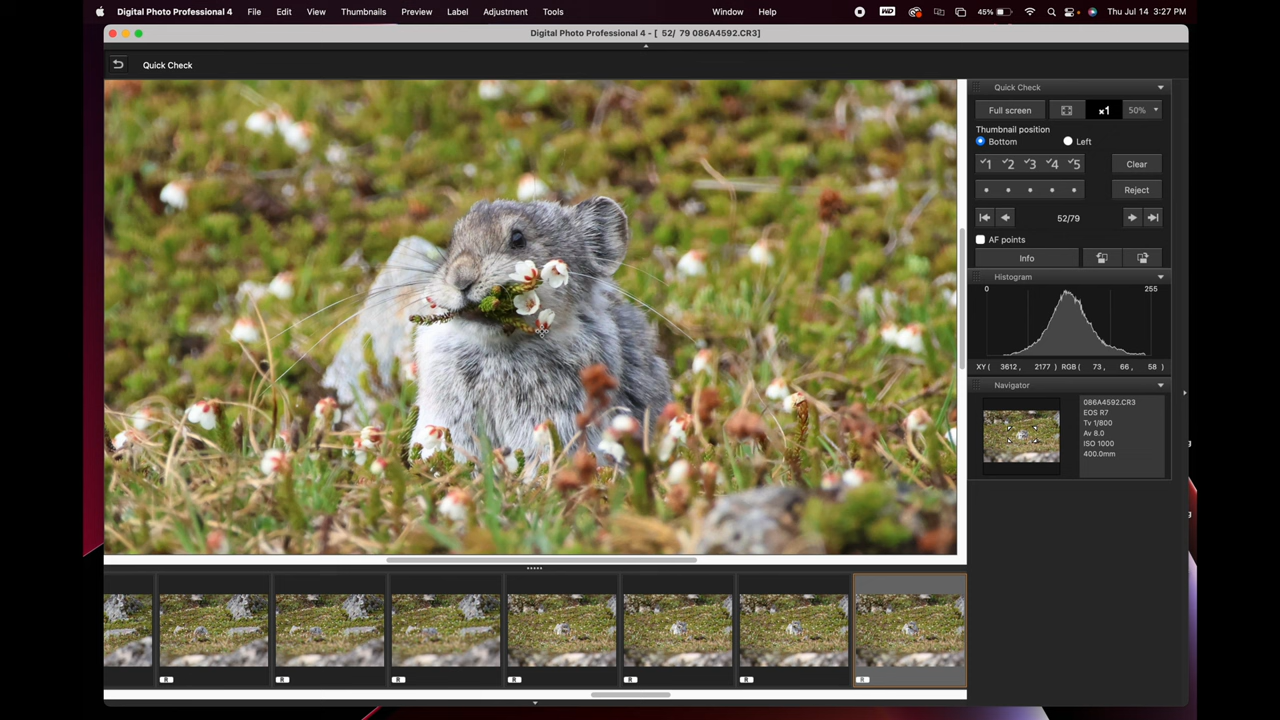 Digital Photo Professional 4 File Edit View Thumbnails Preview Label Adjustment Tools Window Help WD 45% Thu Jul 14 3:27 PM
Digital Photo Professional 4 - [ 52/ 79 086A4592.CR3]
Quick Check
Quick Check
Full screen x1 50%
Thumbnail position
Bottom Left
1 2 3 4 5 Clear
Reject
52/79
AF points
Info
Histogram
0 255
XY( 3612, 2177 ) RGB( 73, 66, 58 )
Navigator
086A4592.CR3
EOS R7
Tv 1/800
Av 8.0
ISO 1000
400.0mm
R R R R R R R